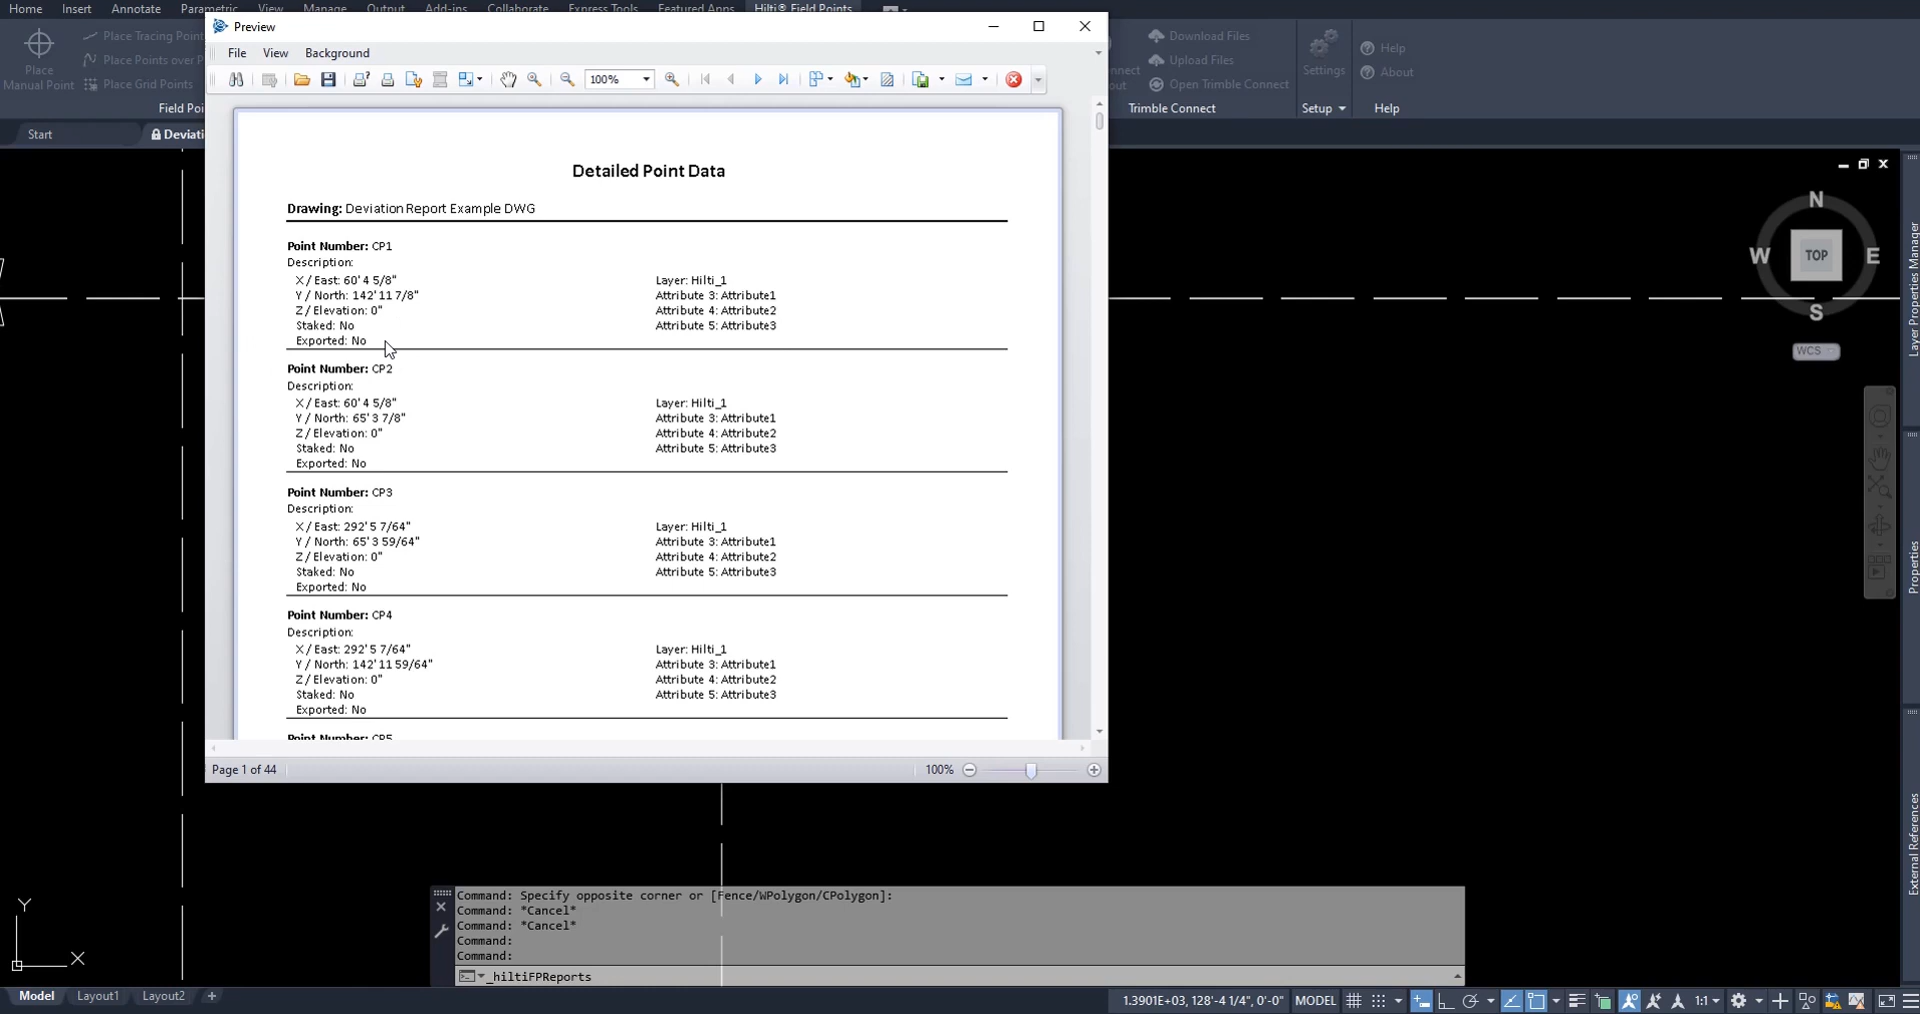 Home Insert Annotate Parametric View Manage Output Add-ins Collaborate Express Tools Featured Apps Hilti® Field Points
Preview
File View Background
100%
Place
Manual Point
Place Tracing Point
Place Points over P
Place Grid Points
Field Poi
Download Files
Upload Files
Open Trimble Connect
Trimble Connect
Settings
Setup
Help
About
Help
Start
Deviati
Detailed Point Data
Drawing: Deviation Report Example DWG
Point Number: CP1
Description:
X / East: 60' 4 5/8"
Layer: Hilti_1
Y / North: 142' 11 7/8"
Attribute 3: Attribute1
Z / Elevation: 0"
Attribute 4: Attribute2
Staked: No
Attribute 5: Attribute3
Exported: No
Point Number: CP2
Description:
X / East: 60' 4 5/8"
Layer: Hilti_1
Y / North: 65' 3 7/8"
Attribute 3: Attribute1
Z / Elevation: 0"
Attribute 4: Attribute2
Staked: No
Attribute 5: Attribute3
Exported: No
Point Number: CP3
Description:
X / East: 292' 5 7/64"
Layer: Hilti_1
Y / North: 65' 3 59/64"
Attribute 3: Attribute1
Z / Elevation: 0"
Attribute 4: Attribute2
Staked: No
Attribute 5: Attribute3
Exported: No
Point Number: CP4
Description:
X / East: 292' 5 7/64"
Layer: Hilti_1
Y / North: 142' 11 59/64"
Attribute 3: Attribute1
Z / Elevation: 0"
Attribute 4: Attribute2
Staked: No
Attribute 5: Attribute3
Exported: No
Point Number: CP5
Page 1 of 44
100%
N
W TOP E
S
WCS
Layer Properties Manager
Properties
External References
Y
X
Command: Specify opposite corner or [Fence/WPolygon/CPolygon]:
Command: *Cancel*
Command: *Cancel*
Command:
Command:
_hiltiFPReports
Model Layout1 Layout2 +
1.3901E+03, 128'-4 1/4", 0'-0" MODEL 1:1